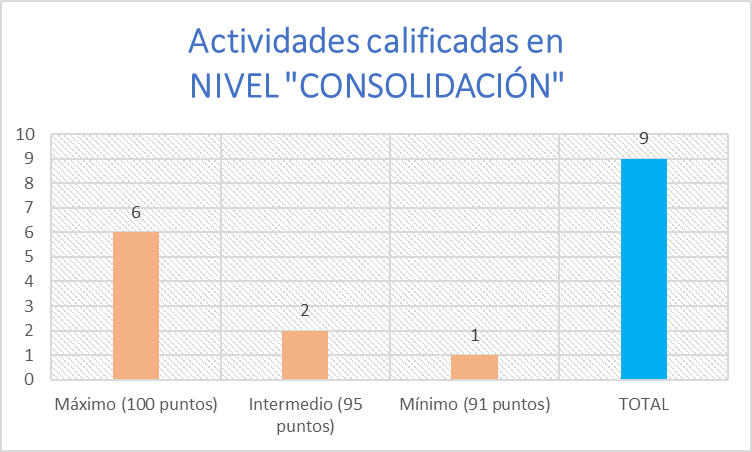 Actividades calificadas en
NIVEL "CONSOLIDACIÓN"
10
9
8
7
6
5
4
3
2
1
0
6
2
1
9
Máximo (100 puntos)
Intermedio (95
puntos)
Mínimo (91 puntos)
TOTAL